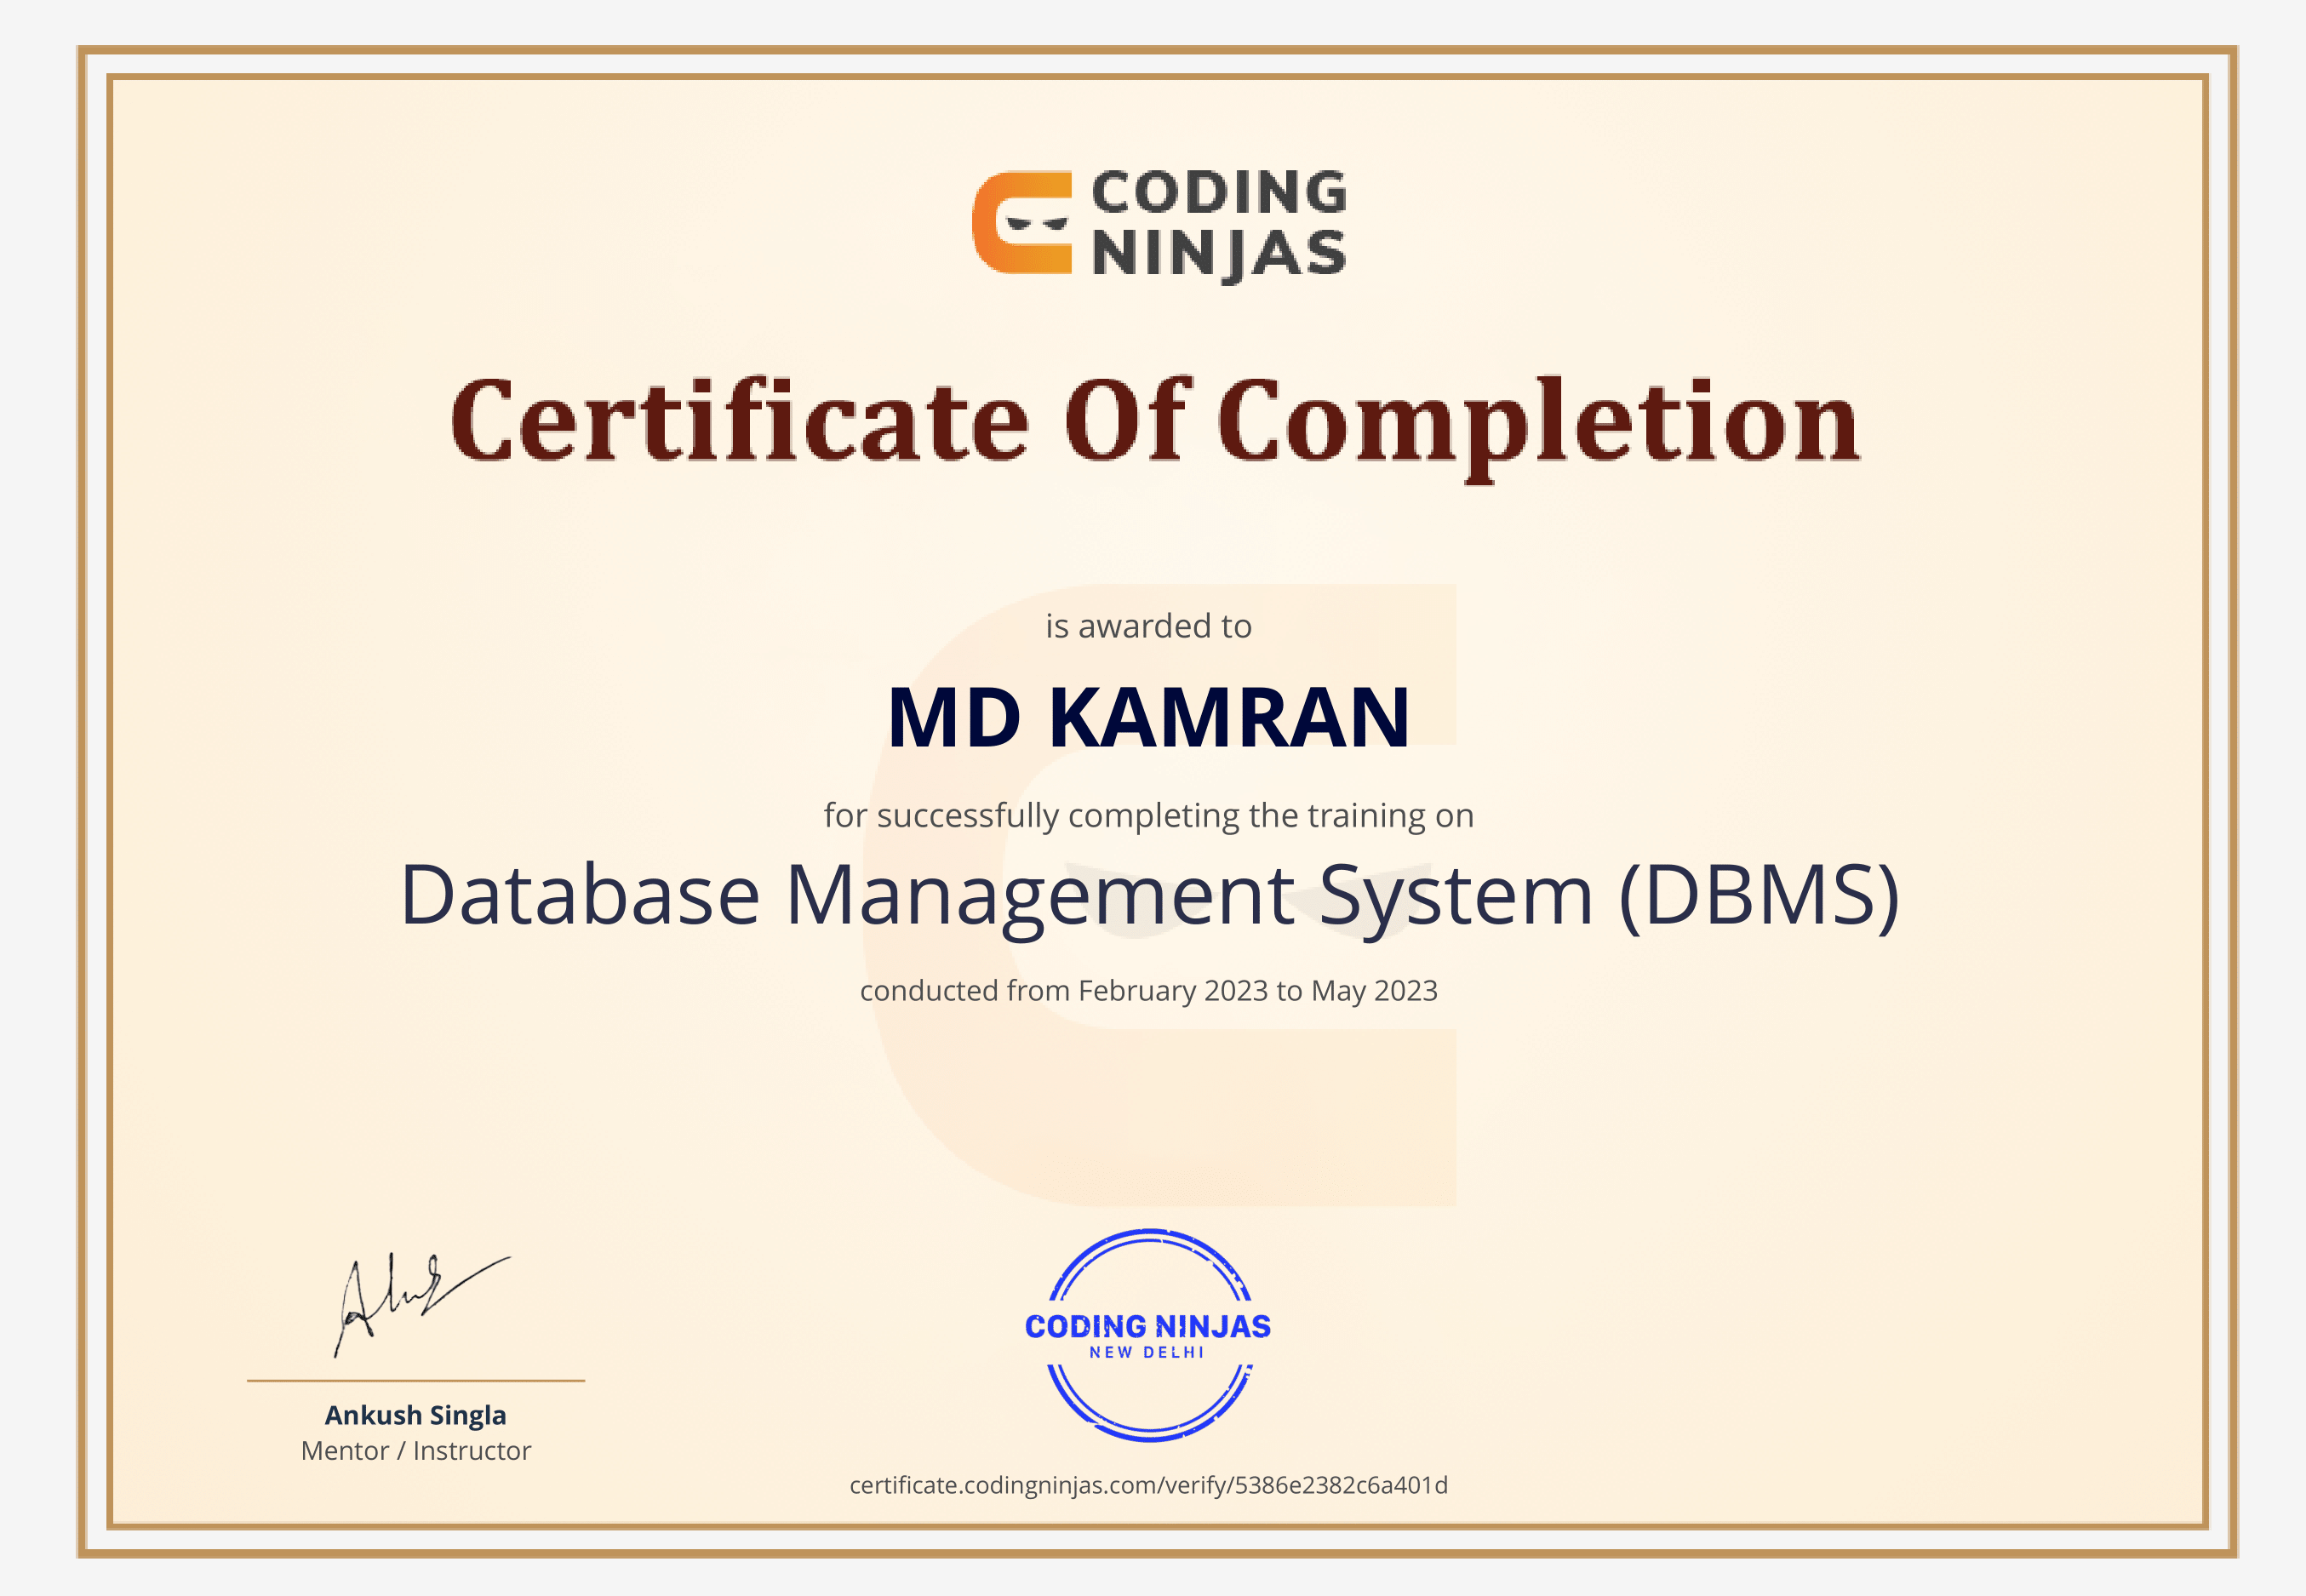 CODING
NINJAS
Certificate Of Completion
is awarded to
MD KAMRAN
for successfully completing the training on
Database Management System (DBMS)
conducted from February 2023 to May 2023
CODING NINJAS
NEW DELHI
Ankush Singla
Mentor / Instructor
certificate.codingninjas.com/verify/5386e2382c6a401d